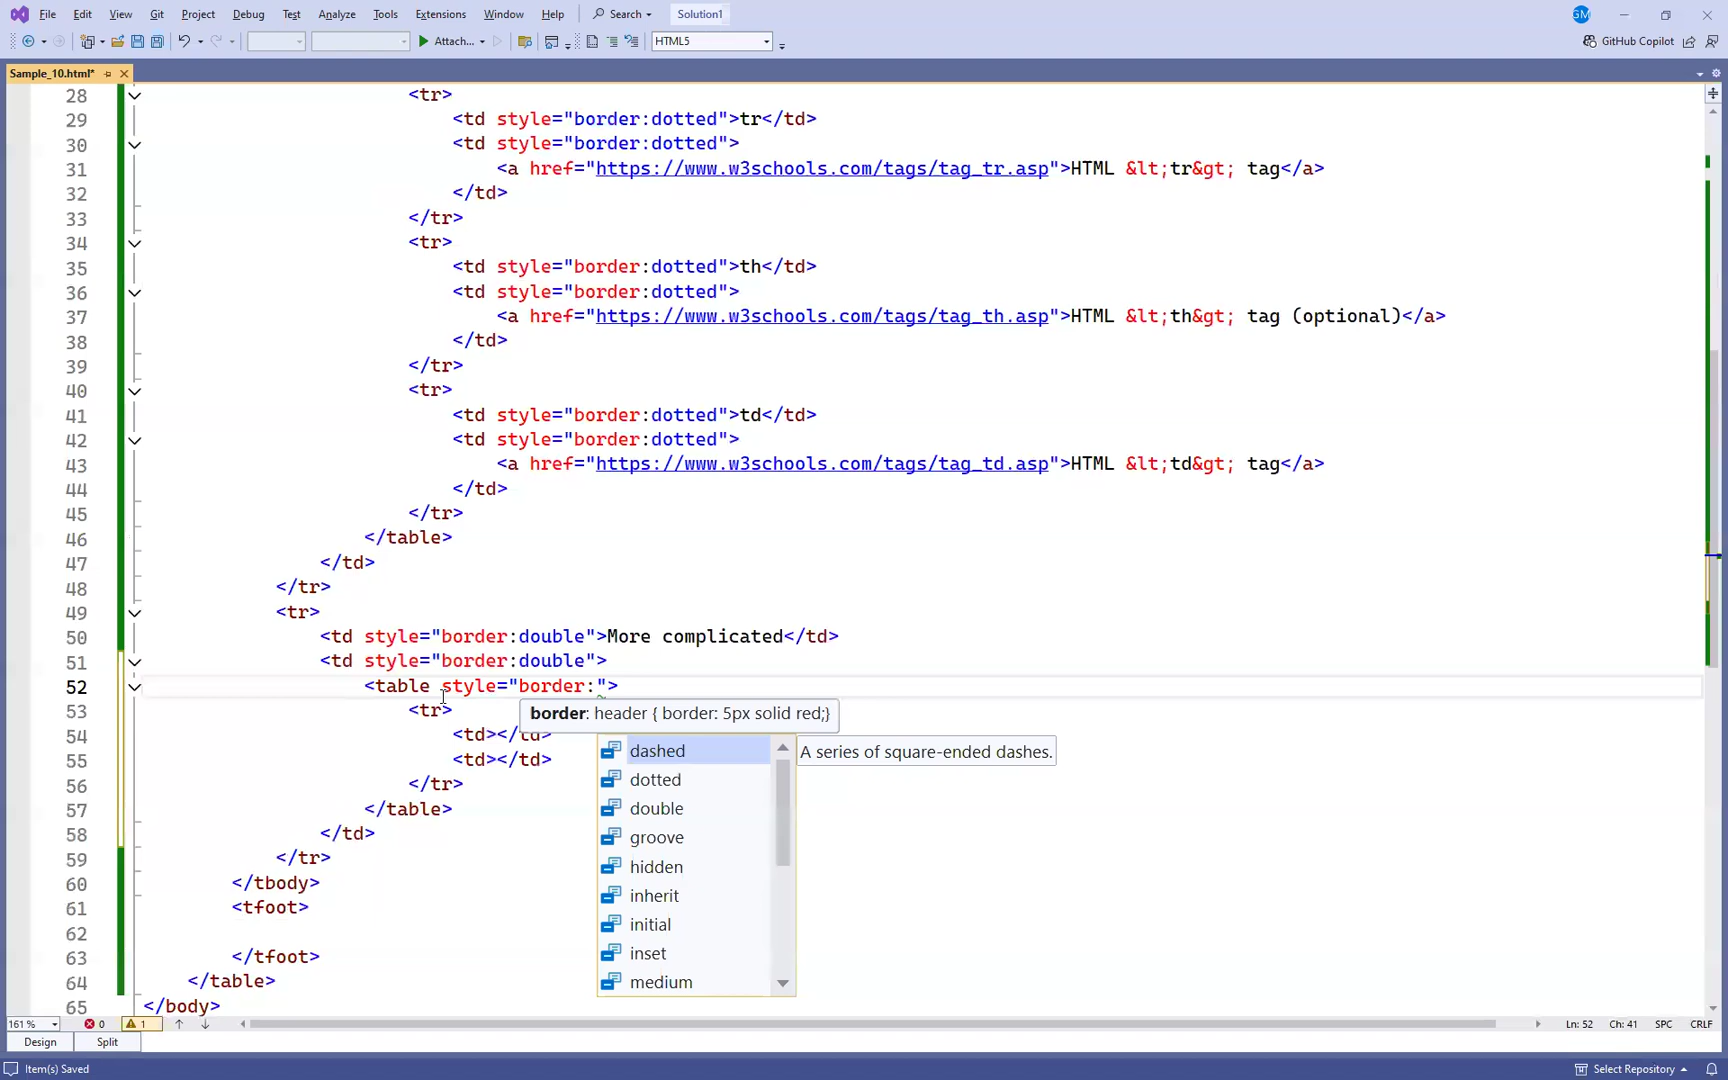 File Edit View Git Project Debug Test Analyze Tools Extensions Window Help Search Solution1 GM
Attach... HTML5 GitHub Copilot
Sample_10.html*
28 <tr>
29 <td style="border:dotted">tr</td>
30 <td style="border:dotted">
31 <a href="https://www.w3schools.com/tags/tag_tr.asp">HTML &lt;tr&gt; tag</a>
32 </td>
33 </tr>
34 <tr>
35 <td style="border:dotted">th</td>
36 <td style="border:dotted">
37 <a href="https://www.w3schools.com/tags/tag_th.asp">HTML &lt;th&gt; tag (optional)</a>
38 </td>
39 </tr>
40 <tr>
41 <td style="border:dotted">td</td>
42 <td style="border:dotted">
43 <a href="https://www.w3schools.com/tags/tag_td.asp">HTML &lt;td&gt; tag</a>
44 </td>
45 </tr>
46 </table>
47 </td>
48 </tr>
49 <tr>
50 <td style="border:double">More complicated</td>
51 <td style="border:double">
52 <table style="border:">
53 <tr>
border: header { border: 5px solid red;}
54 <td></td>
dashed A series of square-ended dashes.
55 <td></td>
dotted
56 </tr>
57 </table>
double
58 </td>
groove
59 </tr>
hidden
60 </tbody>
inherit
61 <tfoot>
initial
62
63 </tfoot>
inset
64 </table>
medium
65 </body>
161 % 0 1 Ln: 52 Ch: 41 SPC CRLF
Design Split
Item(s) Saved Select Repository